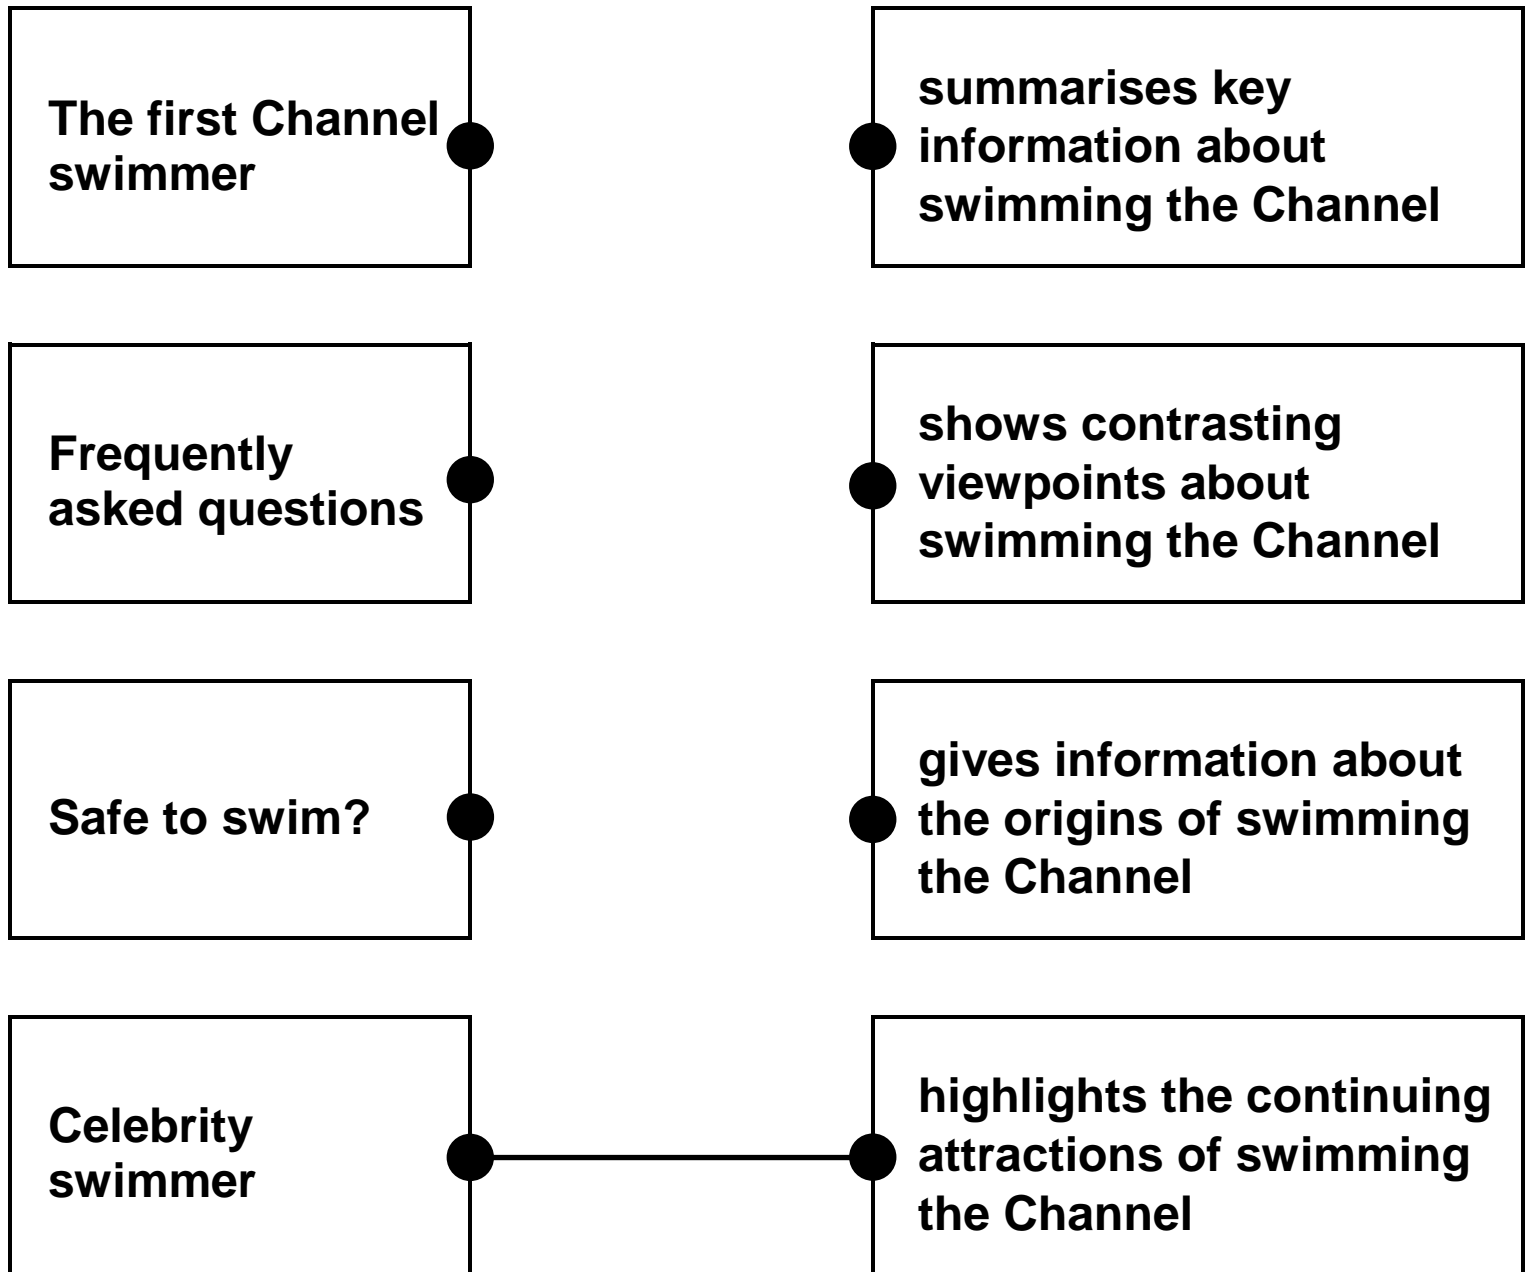 The first Channel
swimmer
summarises key
information about
swimming the Channel
Frequently
asked questions
shows contrasting
viewpoints about
swimming the Channel
Safe to swim?
gives information about
the origins of swimming
the Channel
Celebrity
swimmer
highlights the continuing
attractions of swimming
the Channel